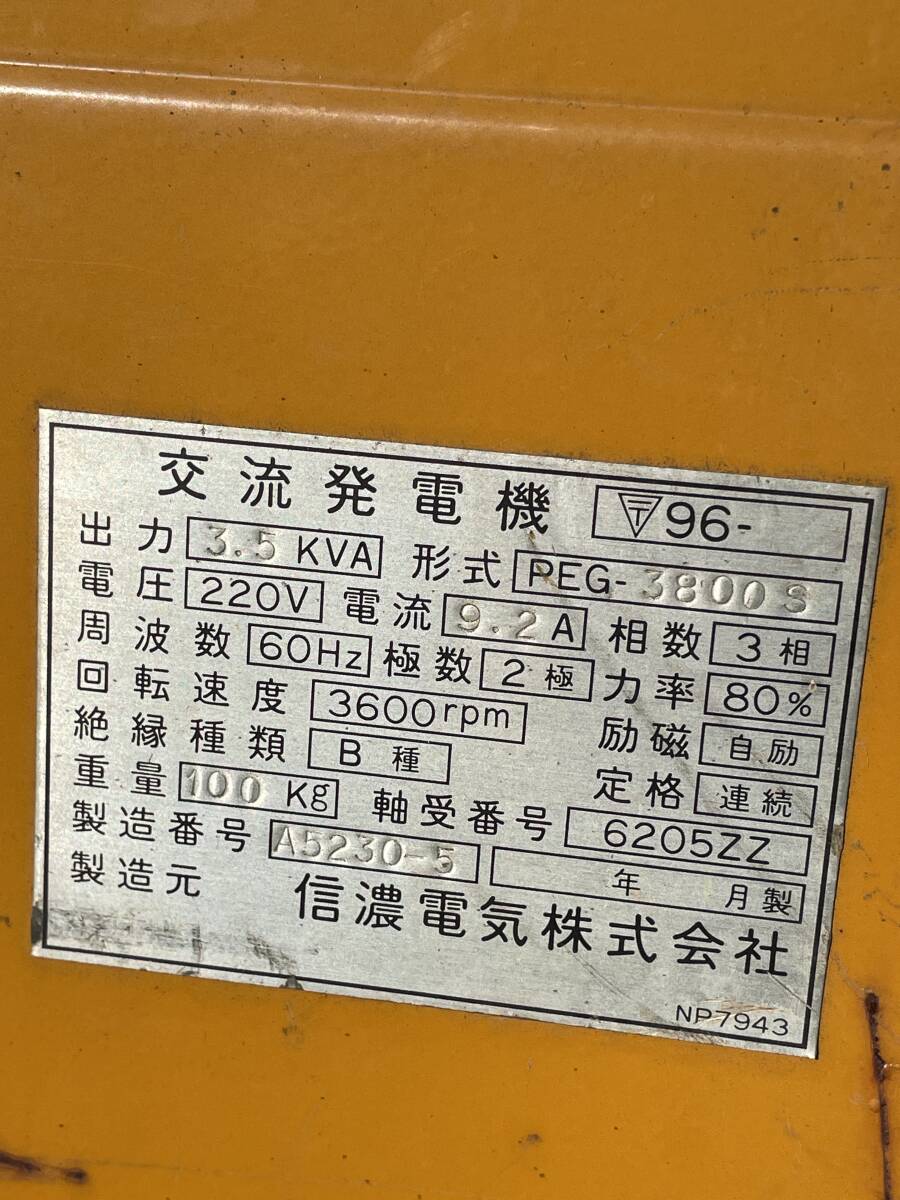 交流発電機 〒96-
出力 3.5 KVA 形式 PEG-3800S
電圧 220V 電流 9.2A 相数 3相
周波数 60Hz 極数 2極 力率 80%
回転速度 3600rpm 励磁 自励
絶縁種類 B種 定格 連続
重量 100 Kg 軸受番号 6205ZZ
製造番号 A5230-5 年 月製
製造元 信濃電気株式会社
NP7943